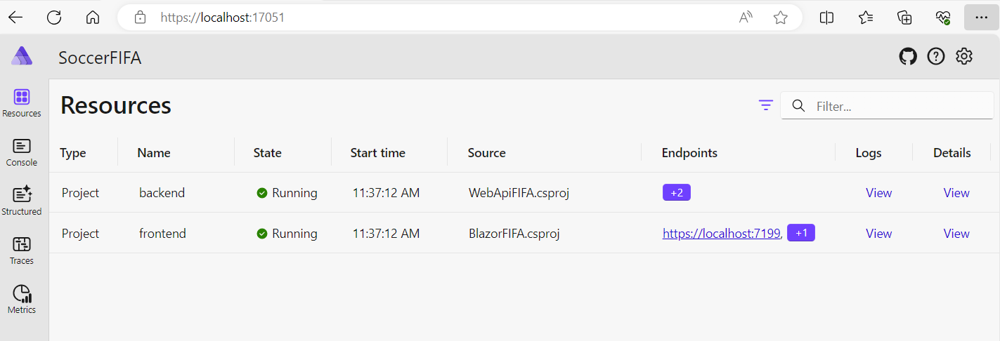 https://localhost:17051
SoccerFIFA
Resources
Resources
Filter...
Console
Structured
Traces
Metrics
Type Name State Start time Source Endpoints Logs Details
Project backend Running 11:37:12 AM WebApiFIFA.csproj +2 View View
Project frontend Running 11:37:12 AM BlazorFIFA.csproj https://localhost:7199, +1 View View